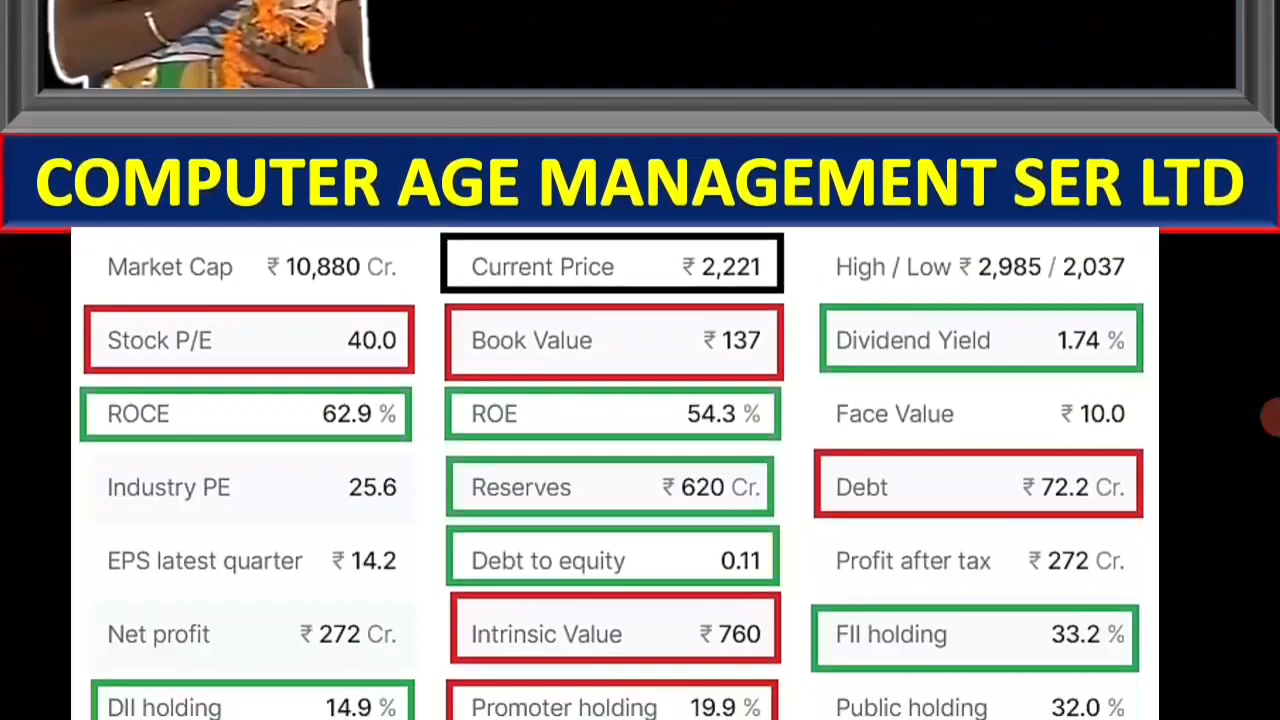 COMPUTER AGE MANAGEMENT SER LTD
Market Cap ₹ 10,880 Cr. Current Price ₹ 2,221 High / Low ₹ 2,985 / 2,037
Stock P/E 40.0 Book Value ₹ 137 Dividend Yield 1.74 %
ROCE 62.9 % ROE 54.3 % Face Value ₹ 10.0
Industry PE 25.6 Reserves ₹ 620 Cr. Debt ₹ 72.2 Cr.
EPS latest quarter ₹ 14.2 Debt to equity 0.11 Profit after tax ₹ 272 Cr.
Net profit ₹ 272 Cr. Intrinsic Value ₹ 760 FII holding 33.2 %
DII holding 14.9 % Promoter holding 19.9 % Public holding 32.0 %